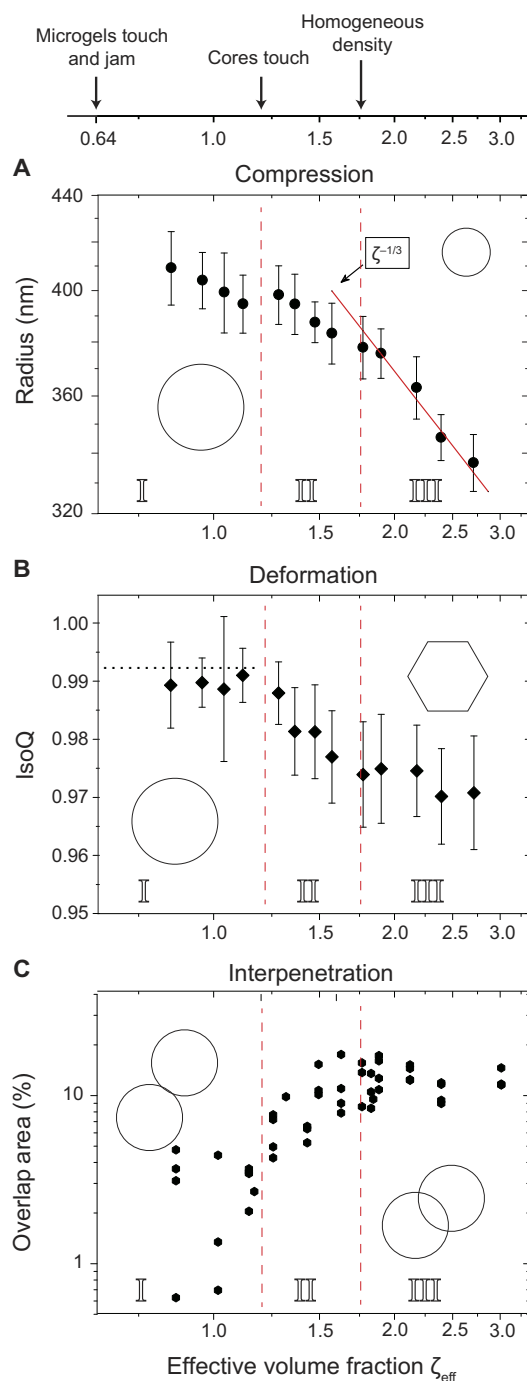 Microgels touch and jam
Cores touch
Homogeneous density
0.64 1.0 1.5 2.0 2.5 3.0
A
Compression
440
400
360
320
Radius (nm)
ζ−1/3
I II III
1.0 1.5 2.0 2.5 3.0
B
Deformation
1.00
0.99
0.98
0.97
0.96
0.95
IsoQ
I II III
1.0 1.5 2.0 2.5 3.0
C
Interpenetration
10
1
Overlap area (%)
I II III
1.0 1.5 2.0 2.5 3.0
Effective volume fraction ζeff